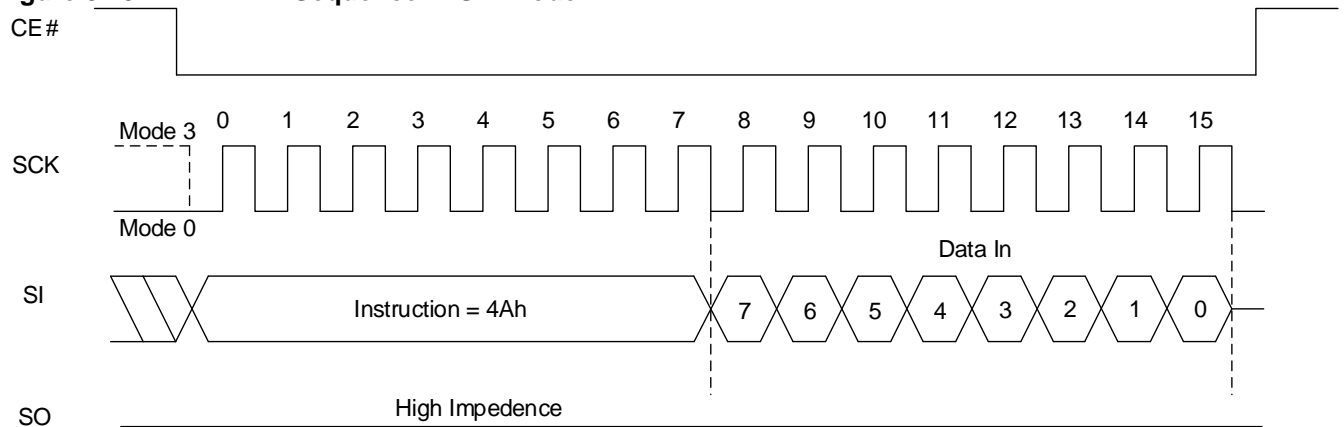 CE#
Mode 3 0 1 2 3 4 5 6 7 8 9 10 11 12 13 14 15
SCK
Mode 0
Data In
SI
Instruction = 4Ah 7 6 5 4 3 2 1 0
High Impedence
SO